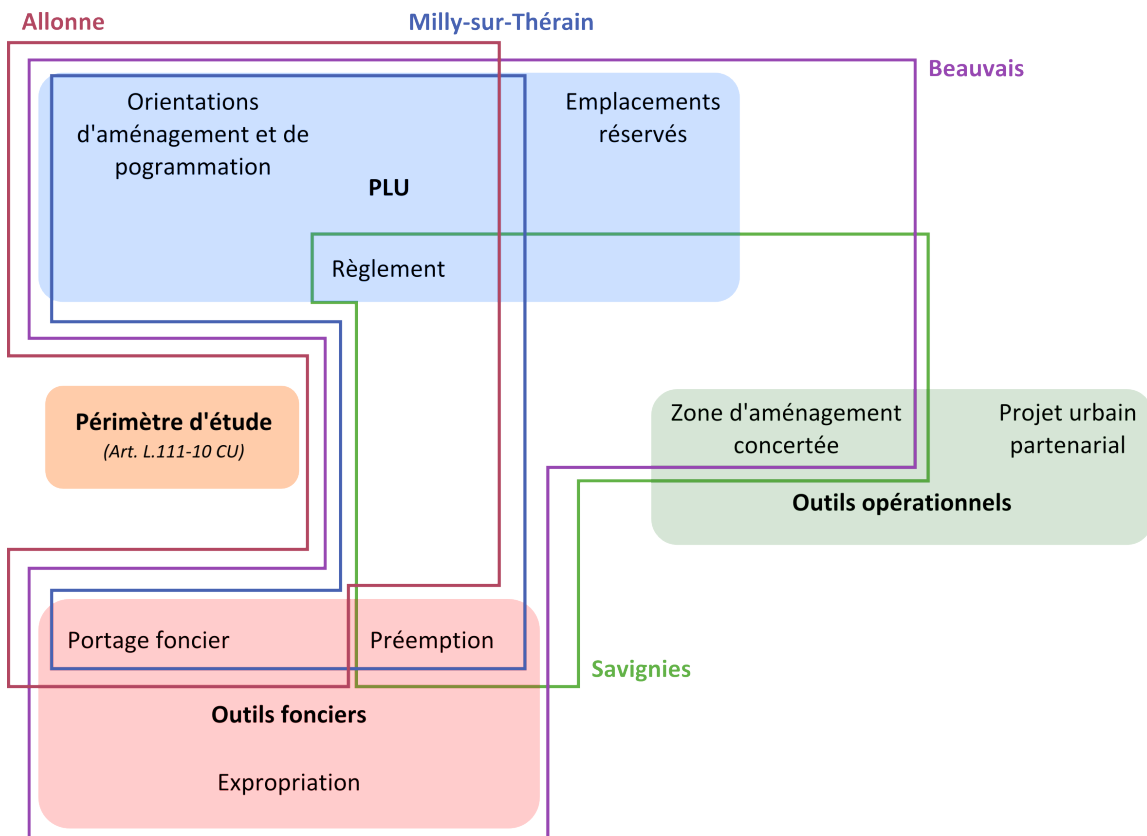 Allonne
Milly-sur-Thérain
Beauvais
Orientations
d'aménagement et de
pogrammation
Emplacements
réservés
PLU
Règlement
Périmètre d'étude
(Art. L.111-10 CU)
Zone d'aménagement
concertée
Projet urbain
partenarial
Outils opérationnels
Portage foncier
Préemption
Savignies
Outils fonciers
Expropriation